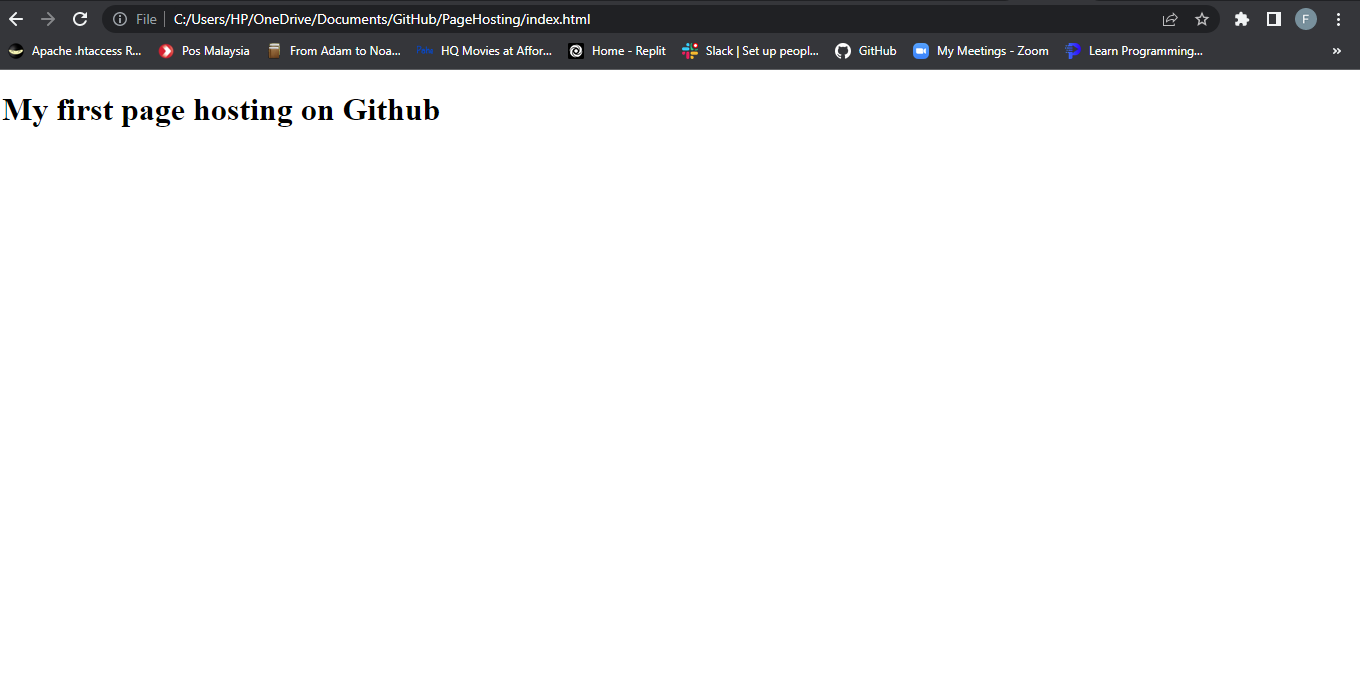 File C:/Users/HP/OneDrive/Documents/GitHub/PageHosting/index.html F
Apache .htaccess R... Pos Malaysia From Adam to Noa... HQ Movies at Affor... Home - Replit Slack | Set up peopl... GitHub My Meetings - Zoom Learn Programming... »
My first page hosting on Github